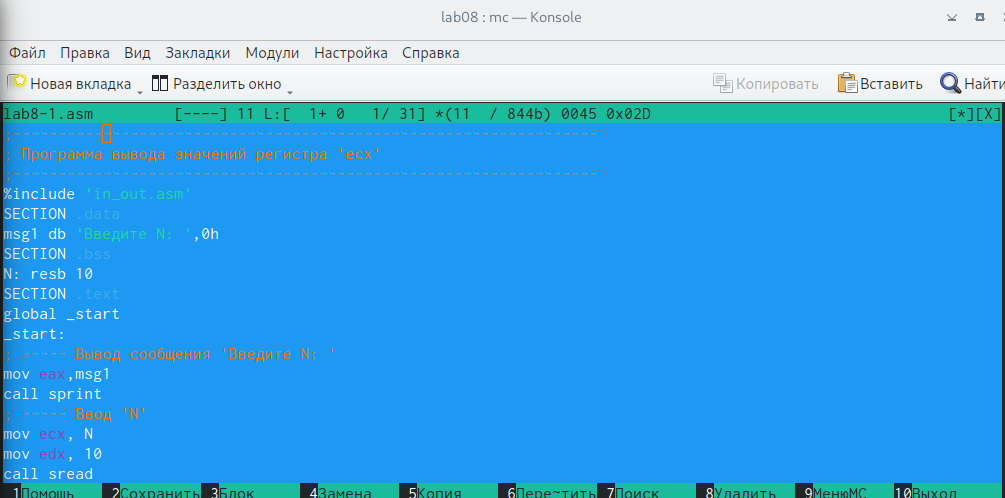 lab08 : mc — Konsole
Файл Правка Вид Закладки Модули Настройка Справка
Новая вкладка Разделить окно Копировать Вставить Найти
lab8-1.asm [----] 11 L:[ 1+ 0 1/ 31] *(11 / 844b) 0045 0x02D [*][X]
;-----------------------------------------------------------------
; Программа вывода значений регистра 'ecx'
;-----------------------------------------------------------------
%include 'in_out.asm'
SECTION .data
msg1 db 'Введите N: ',0h
SECTION .bss
N: resb 10
SECTION .text
global _start
_start:
; ----- Вывод сообщения 'Введите N: '
mov eax,msg1
call sprint
; ----- Ввод 'N'
mov ecx, N
mov edx, 10
call sread
1Помощь 2Сохранить 3Блок 4Замена 5Копия 6Пере~тить 7Поиск 8Удалить 9МенюMC 10Выход